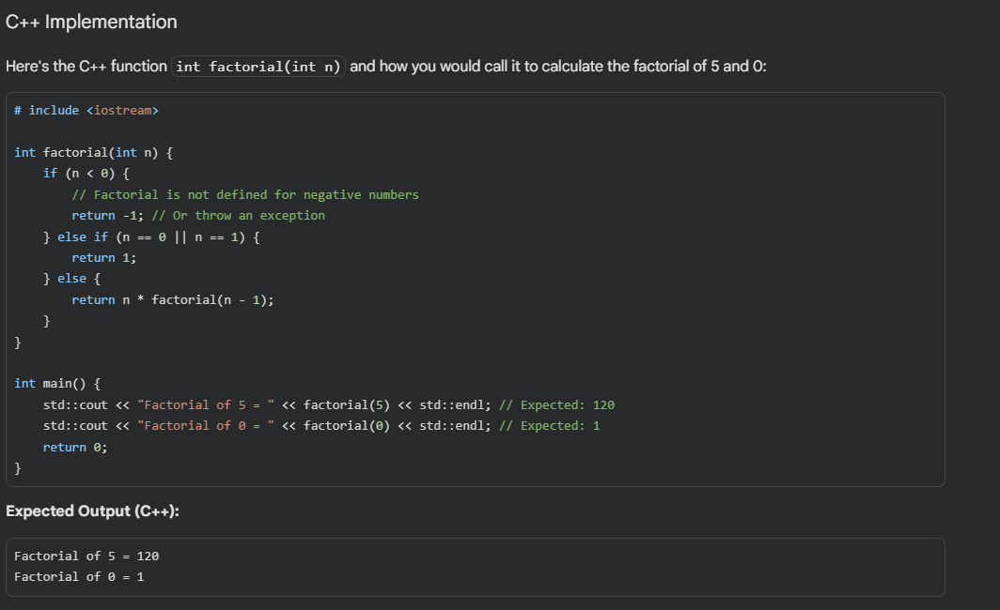 C++ Implementation
Here's the C++ function int factorial(int n) and how you would call it to calculate the factorial of 5 and 0:
# include <iostream>

int factorial(int n) {
    if (n < 0) {
        // Factorial is not defined for negative numbers
        return -1; // Or throw an exception
    } else if (n == 0 || n == 1) {
        return 1;
    } else {
        return n * factorial(n - 1);
    }
}

int main() {
    std::cout << "Factorial of 5 = " << factorial(5) << std::endl; // Expected: 120
    std::cout << "Factorial of 0 = " << factorial(0) << std::endl; // Expected: 1
    return 0;
}
Expected Output (C++):
Factorial of 5 = 120
Factorial of 0 = 1